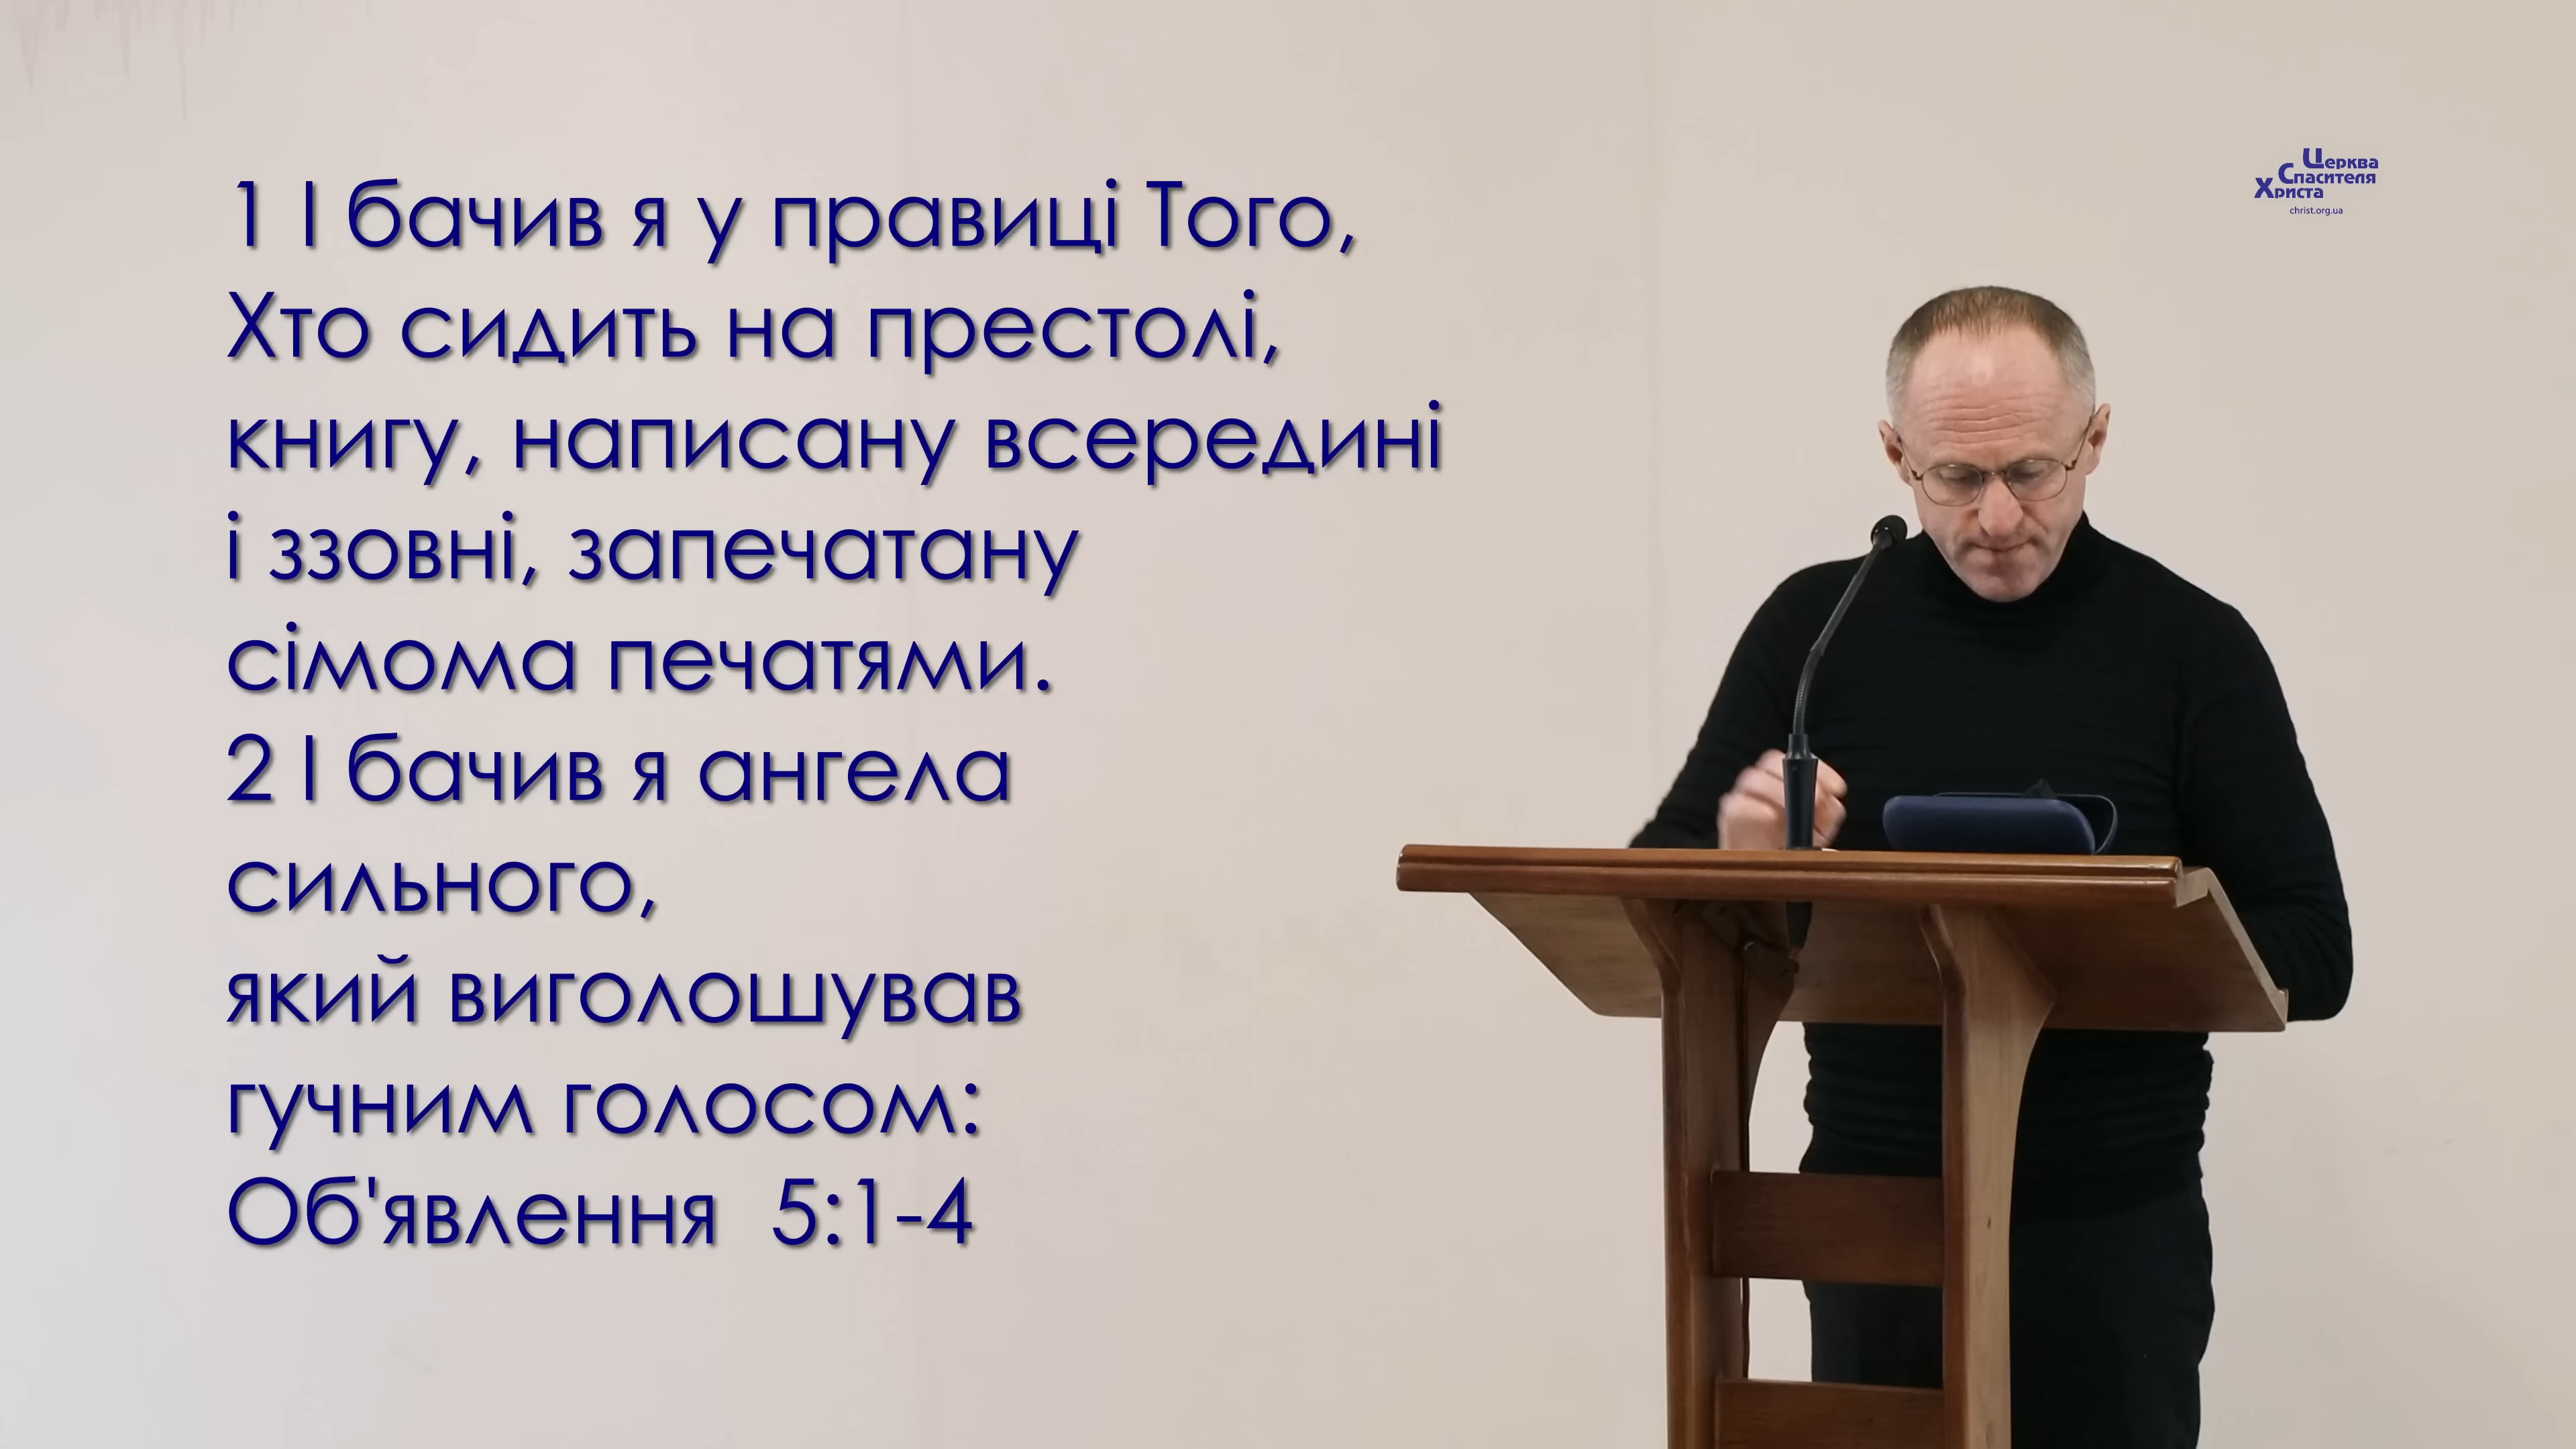 1 І бачив я у правиці Того,
Хто сидить на престолі,
книгу, написану всередині
і ззовні, запечатану
сімома печатями.
2 І бачив я ангела
сильного,
який виголошував
гучним голосом:
Об'явлення 5:1-4
Церква
Спасителя
Христа
christ.org.ua